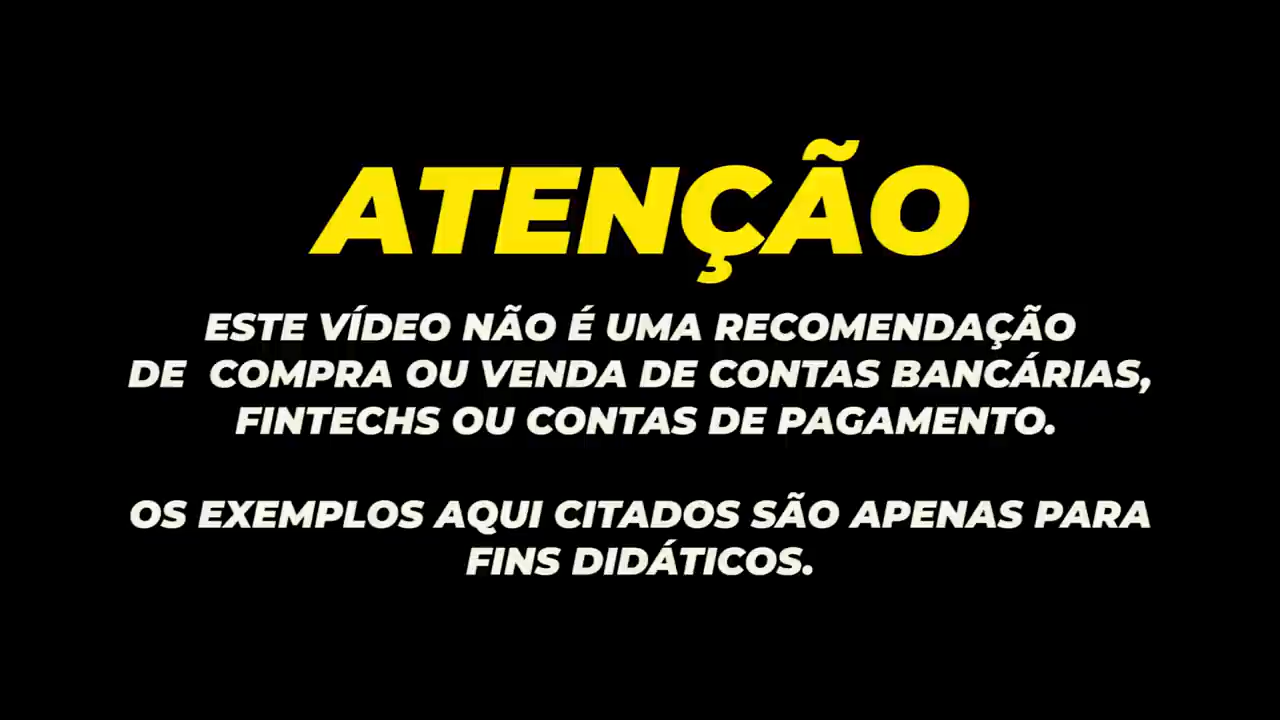 ATENÇÃO
ESTE VÍDEO NÃO É UMA RECOMENDAÇÃO
DE COMPRA OU VENDA DE CONTAS BANCÁRIAS,
FINTECHS OU CONTAS DE PAGAMENTO.
OS EXEMPLOS AQUI CITADOS SÃO APENAS PARA
FINS DIDÁTICOS.